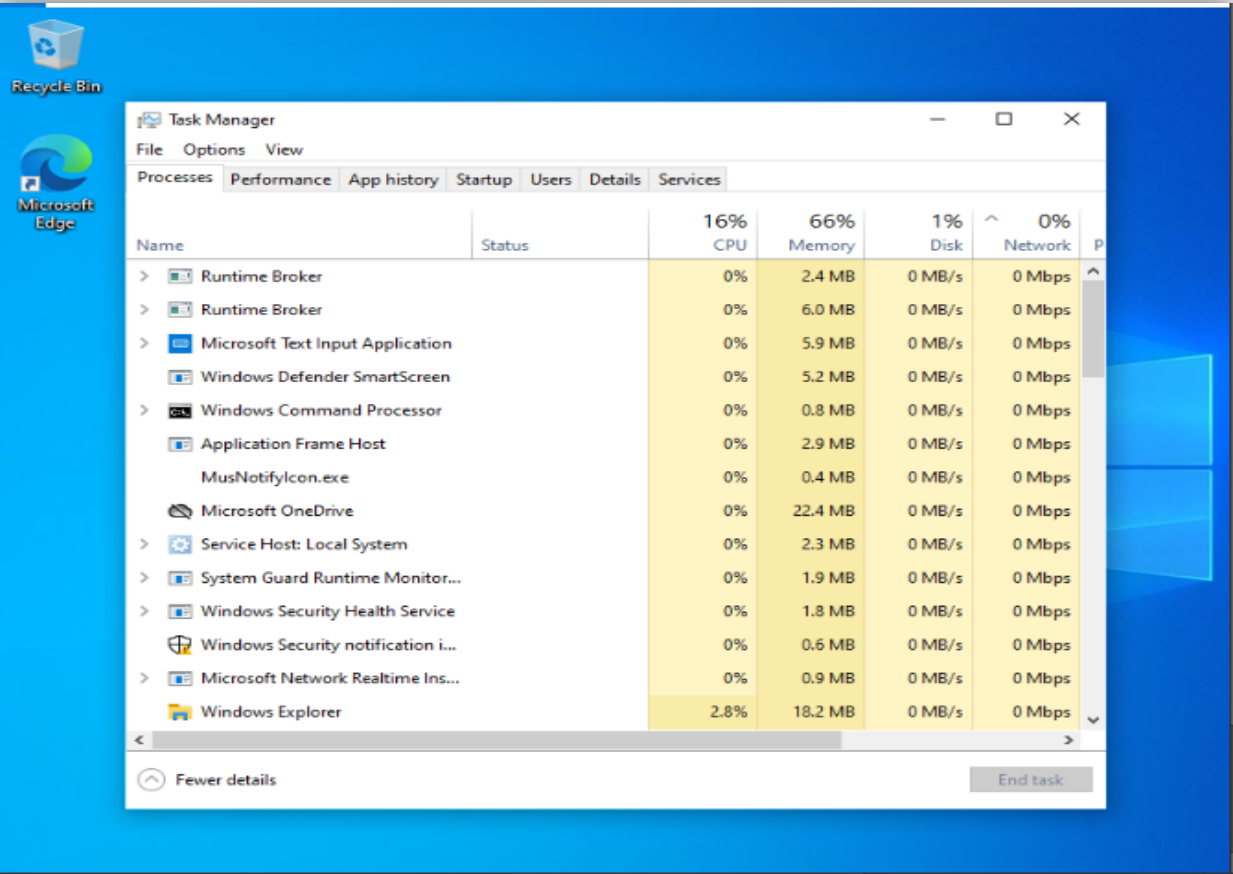 Recycle Bin
Microsoft
Edge
Task Manager
File Options View
Processes Performance App history Startup Users Details Services
16% 66% 1% 0%
Name Status CPU Memory Disk Network P
Runtime Broker 0% 2.4 MB 0 MB/s 0 Mbps
Runtime Broker 0% 6.0 MB 0 MB/s 0 Mbps
Microsoft Text Input Application 0% 5.9 MB 0 MB/s 0 Mbps
Windows Defender SmartScreen 0% 5.2 MB 0 MB/s 0 Mbps
Windows Command Processor 0% 0.8 MB 0 MB/s 0 Mbps
Application Frame Host 0% 2.9 MB 0 MB/s 0 Mbps
MusNotifyIcon.exe 0% 0.4 MB 0 MB/s 0 Mbps
Microsoft OneDrive 0% 22.4 MB 0 MB/s 0 Mbps
Service Host: Local System 0% 2.3 MB 0 MB/s 0 Mbps
System Guard Runtime Monitor... 0% 1.9 MB 0 MB/s 0 Mbps
Windows Security Health Service 0% 1.8 MB 0 MB/s 0 Mbps
Windows Security notification i... 0% 0.6 MB 0 MB/s 0 Mbps
Microsoft Network Realtime Ins... 0% 0.9 MB 0 MB/s 0 Mbps
Windows Explorer 2.8% 18.2 MB 0 MB/s 0 Mbps
Fewer details End task